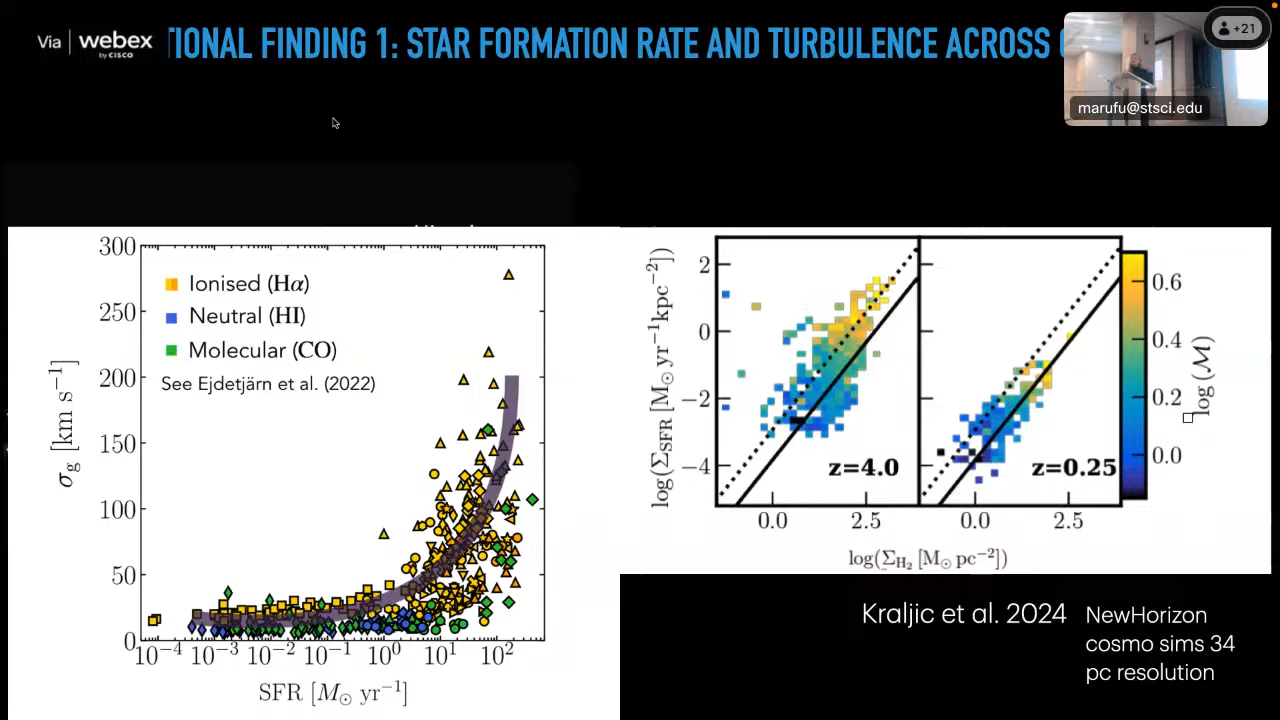 Via webex
by CISCO
TIONAL FINDING 1: STAR FORMATION RATE AND TURBULENCE ACROSS
+21
marufu@stsci.edu
300
250
200
150
100
50
0
σg [km s−1]
Ionised (Hα)
Neutral (HI)
Molecular (CO)
See Ejdetjärn et al. (2022)
10−4 10−3 10−2 10−1 100 101 102
SFR [M⊙ yr−1]
log(ΣSFR [M⊙ yr−1 kpc−2])
2
0
−2
−4
z=4.0
z=0.25
0.0 2.5 0.0 2.5
log(ΣH2 [M⊙ pc−2])
0.6
0.4
0.2
0.0
log(M)
Kraljic et al. 2024
NewHorizon
cosmo sims 34
pc resolution